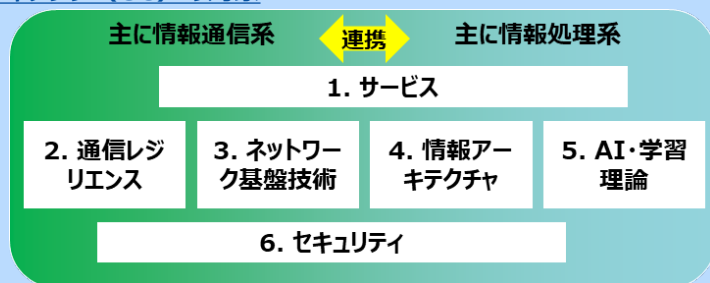 主に情報通信系 連携 主に情報処理系
1. サービス
2. 通信レジ
リエンス
3. ネットワー
ク基盤技術
4. 情報アー
キテクチャ
5. AI・学習
理論
6. セキュリティ